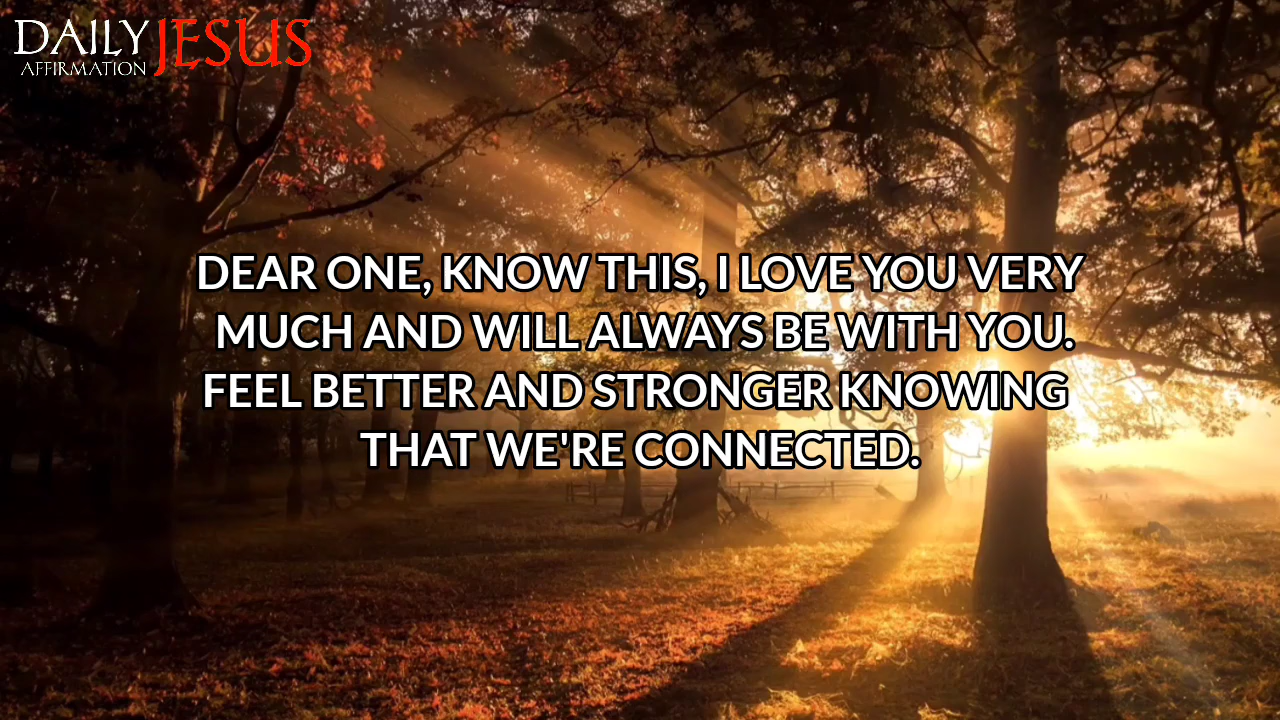 DAILY JESUS
AFFIRMATION
DEAR ONE, KNOW THIS, I LOVE YOU VERY
MUCH AND WILL ALWAYS BE WITH YOU.
FEEL BETTER AND STRONGER KNOWING
THAT WE'RE CONNECTED.